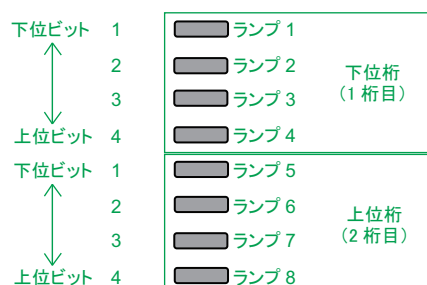 下位ビット 1 ランプ 1
2 ランプ 2
3 ランプ 3
上位ビット 4 ランプ 4
下位桁
（1 桁目）
下位ビット 1 ランプ 5
2 ランプ 6
3 ランプ 7
上位ビット 4 ランプ 8
上位桁
（2 桁目）